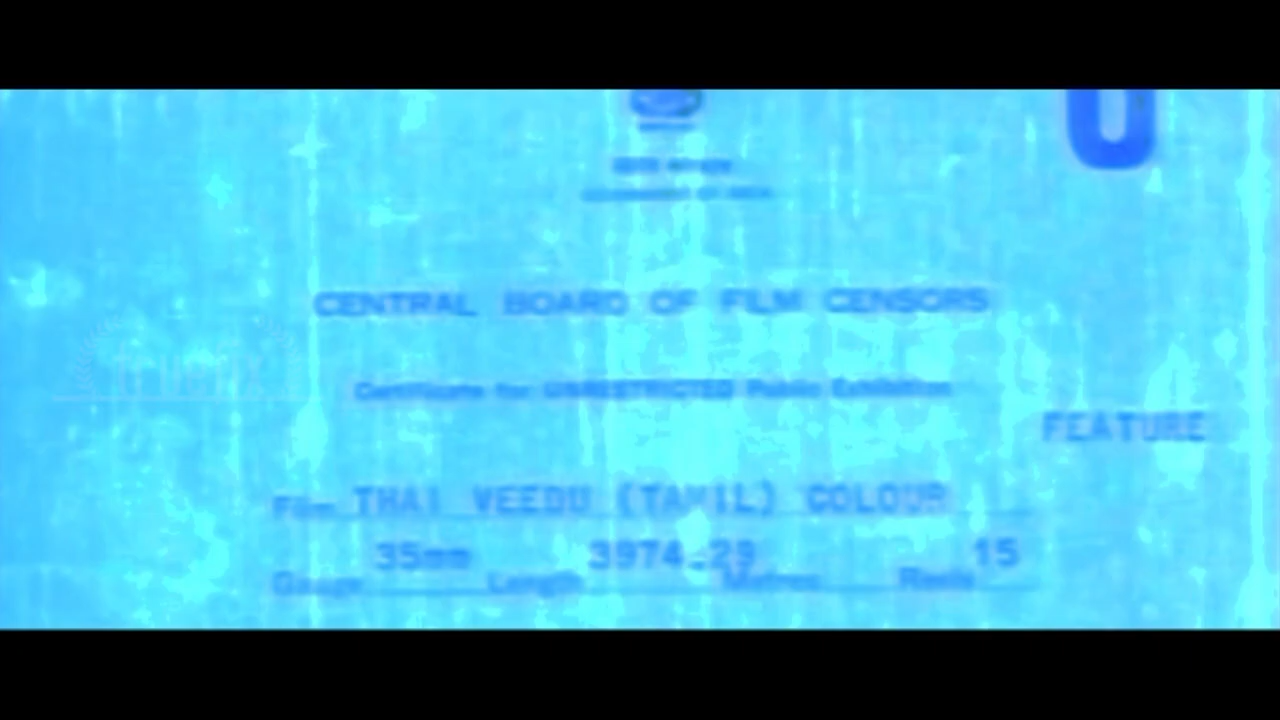 U
CENTRAL BOARD OF FILM CENSORS
Certificate for UNRESTRICTED Public Exhibition
FEATURE
Film THAI VEEDU (TAMIL) COLOUR
Gauge 35mm Length 3974.29 Metres Reels 15